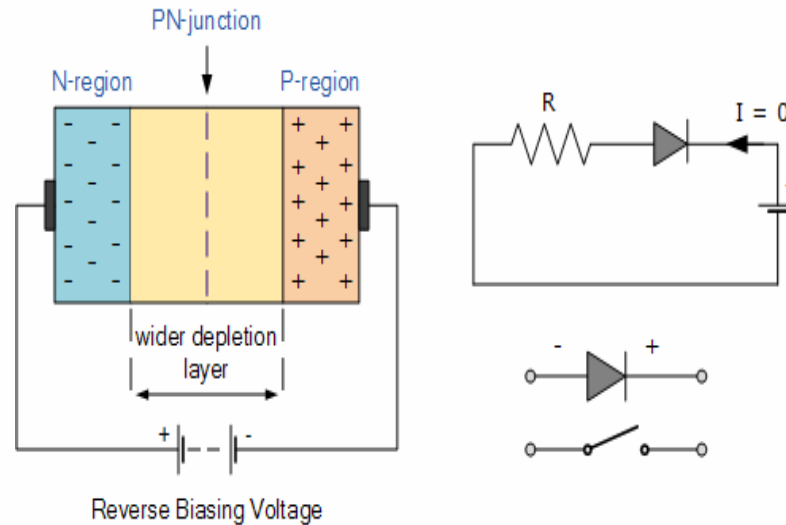 PN-junction
N-region
P-region
- - - - - - - - - - - - - - - - -
+ + + + + + + + + + + + + + + + +
wider depletion
layer
+ -
Reverse Biasing Voltage
R
I = 0
- +